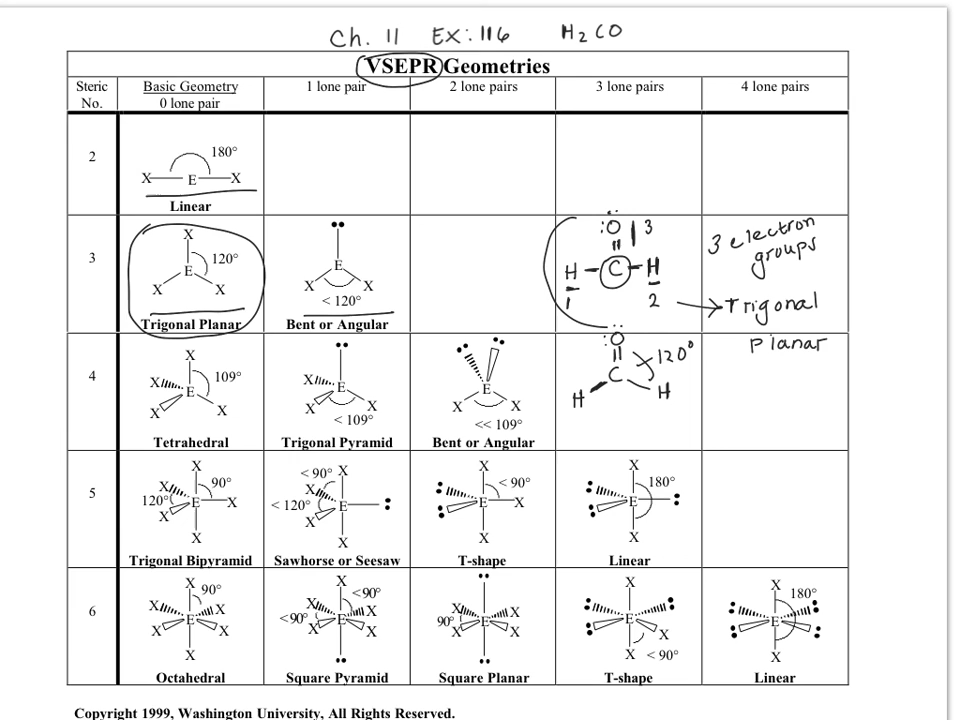 Ch. 11 Ex: 116 H2CO
VSEPR Geometries
Steric No.
Basic Geometry
0 lone pair
1 lone pair
2 lone pairs
3 lone pairs
4 lone pairs
2
180°
X E X
Linear
3
X
E
120°
X X
Trigonal Planar
E
X X
< 120°
Bent or Angular
:O 3
H C H
1 2
3 electron
groups
→ Trigonal
Planar
4
X
X E 109°
X X
Tetrahedral
X E
X X
< 109°
Trigonal Pyramid
E
X X
<< 109°
Bent or Angular
:O
C 120°
H H
5
X
X 90°
120° E X
X
X
Trigonal Bipyramid
< 90° X
X
< 120° E
X
X
Sawhorse or Seesaw
X
< 90°
E X
X
T-shape
X
180°
E
X
Linear
6
X 90°
X X
E
X X
X
Octahedral
X
<90°
X X
<90° E
X X
Square Pyramid
X X
90° E
X X
Square Planar
X
E
X
X < 90°
T-shape
X
180°
E
X
Linear
Copyright 1999, Washington University, All Rights Reserved.